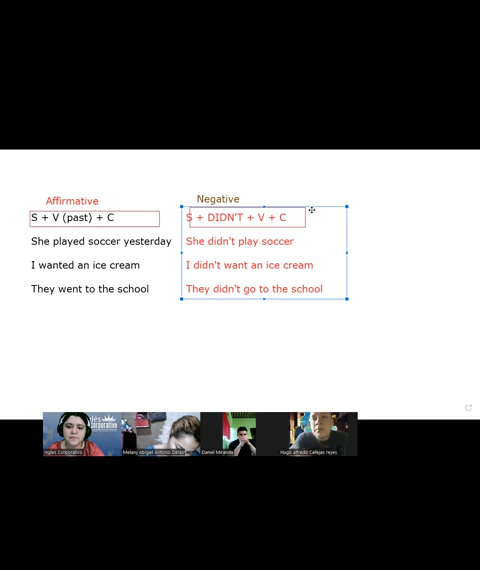 Affirmative
S + V (past) + C
She played soccer yesterday
I wanted an ice cream
They went to the school
Negative
S + DIDN'T + V + C
She didn't play soccer
I didn't want an ice cream
They didn't go to the school
Corporativo
Ingles Corporativo
Melany Abigail Antonio
Daniel Miranda
Hugo alfredo Callejas reyes